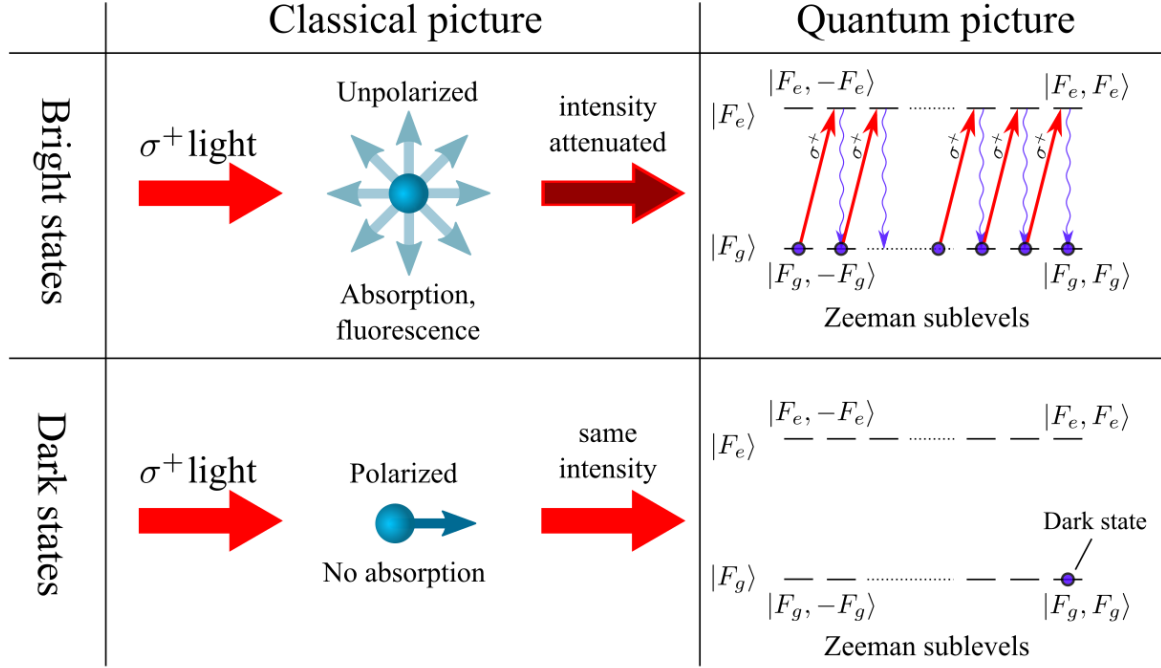 Classical picture
Quantum picture
Bright states
σ⁺ light
Unpolarized
Absorption,
fluorescence
intensity
attenuated
|F_e, −F_e⟩
|F_e, F_e⟩
|F_e⟩
σ⁺
σ⁺
σ⁺
σ⁺
σ⁺
|F_g⟩
|F_g, −F_g⟩
|F_g, F_g⟩
Zeeman sublevels
Dark states
σ⁺ light
Polarized
No absorption
same
intensity
|F_e, −F_e⟩
|F_e, F_e⟩
|F_e⟩
Dark state
|F_g⟩
|F_g, −F_g⟩
|F_g, F_g⟩
Zeeman sublevels